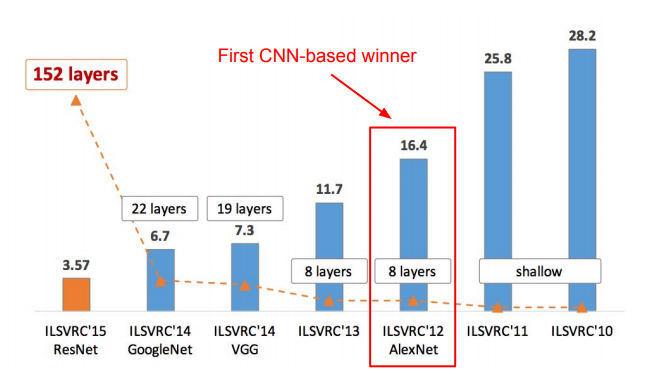 First CNN-based winner
28.2
25.8
152 layers
16.4
11.7
22 layers
19 layers
6.7
7.3
3.57
8 layers
8 layers
shallow
ILSVRC'15
ResNet
ILSVRC'14
GoogleNet
ILSVRC'14
VGG
ILSVRC'13
ILSVRC'12
AlexNet
ILSVRC'11
ILSVRC'10